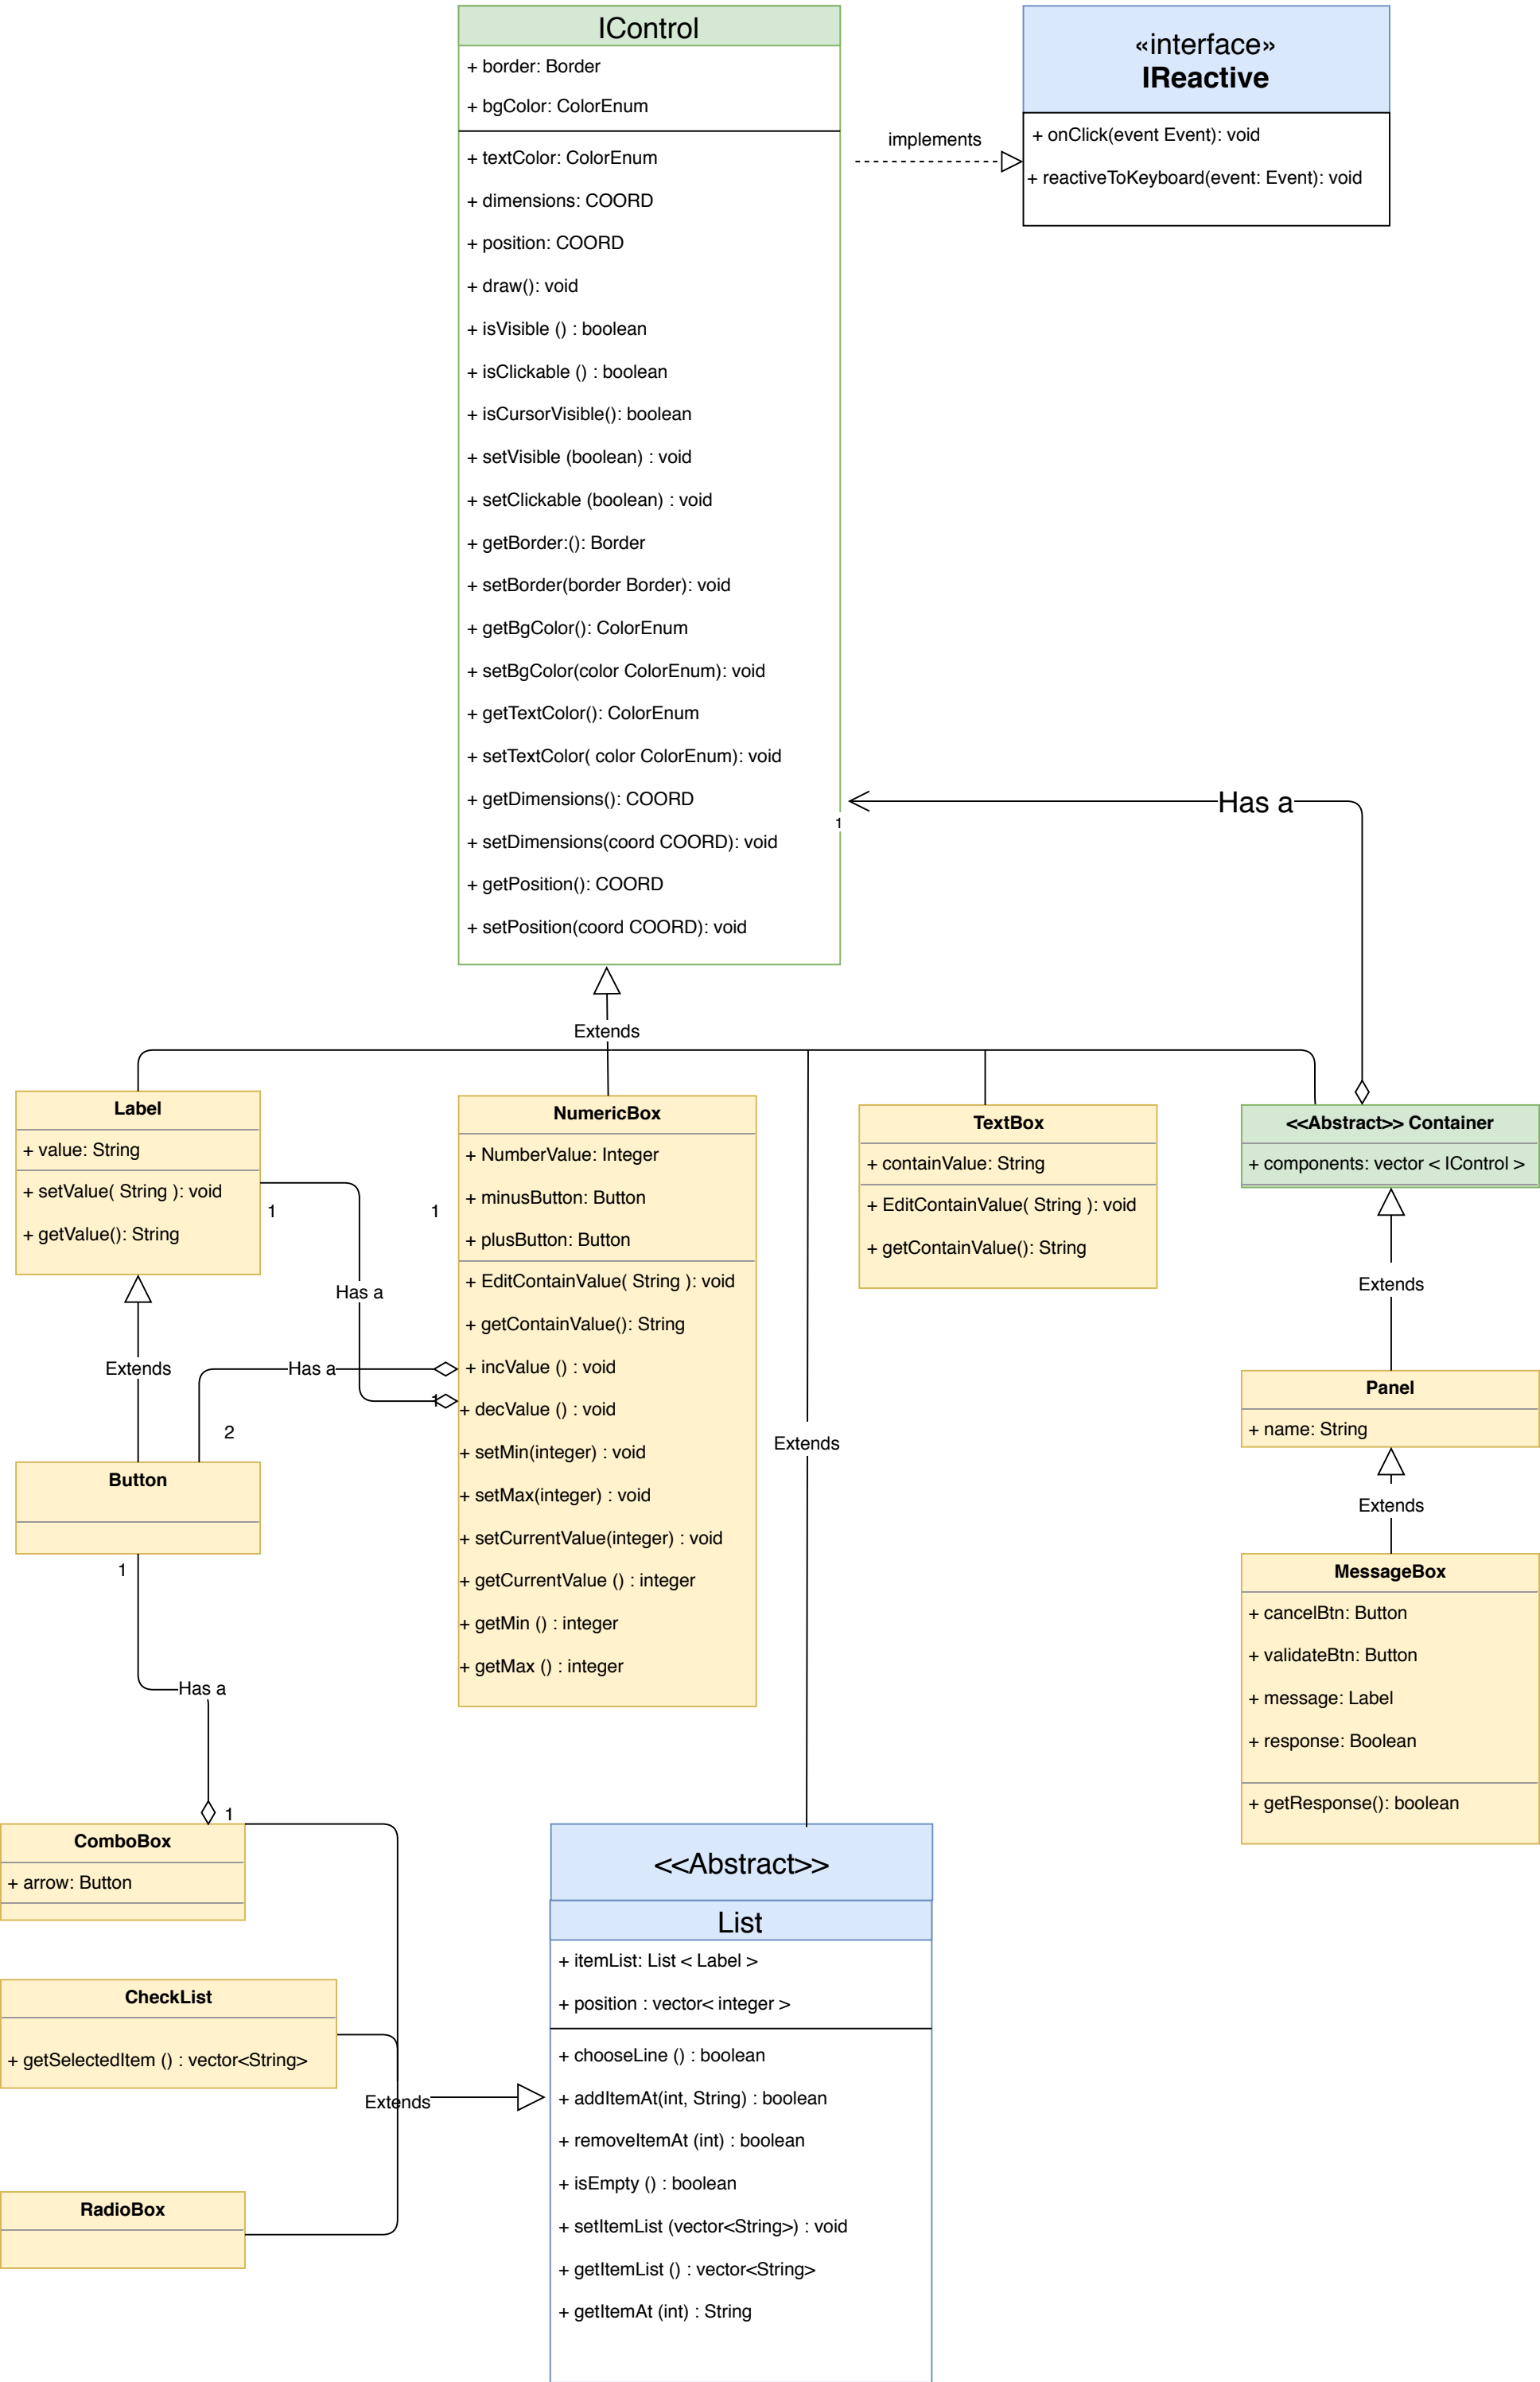 IControl
+ border: Border
+ bgColor: ColorEnum
+ textColor: ColorEnum
+ dimensions: COORD
+ position: COORD
+ draw(): void
+ isVisible () : boolean
+ isClickable () : boolean
+ isCursorVisible(): boolean
+ setVisible (boolean) : void
+ setClickable (boolean) : void
+ getBorder:(): Border
+ setBorder(border Border): void
+ getBgColor(): ColorEnum
+ setBgColor(color ColorEnum): void
+ getTextColor(): ColorEnum
+ setTextColor( color ColorEnum): void
+ getDimensions(): COORD
+ setDimensions(coord COORD): void
+ getPosition(): COORD
+ setPosition(coord COORD): void
implements
«interface»
IReactive
+ onClick(event Event): void
+ reactiveToKeyboard(event: Event): void
Has a
1
Extends
Label
+ value: String
+ setValue( String ): void
+ getValue(): String
1
1
Has a
Extends
Has a
1
2
Button
1
Has a
1
NumericBox
+ NumberValue: Integer
+ minusButton: Button
+ plusButton: Button
+ EditContainValue( String ): void
+ getContainValue(): String
+ incValue () : void
+ decValue () : void
+ setMin(integer) : void
+ setMax(integer) : void
+ setCurrentValue(integer) : void
+ getCurrentValue () : integer
+ getMin () : integer
+ getMax () : integer
Extends
TextBox
+ containValue: String
+ EditContainValue( String ): void
+ getContainValue(): String
<<Abstract>> Container
+ components: vector < IControl >
Extends
Panel
+ name: String
Extends
MessageBox
+ cancelBtn: Button
+ validateBtn: Button
+ message: Label
+ response: Boolean
+ getResponse(): boolean
ComboBox
+ arrow: Button
CheckList
+ getSelectedItem () : vector<String>
RadioBox
Extends
<<Abstract>>
List
+ itemList: List < Label >
+ position : vector< integer >
+ chooseLine () : boolean
+ addItemAt(int, String) : boolean
+ removeItemAt (int) : boolean
+ isEmpty () : boolean
+ setItemList (vector<String>) : void
+ getItemList () : vector<String>
+ getItemAt (int) : String